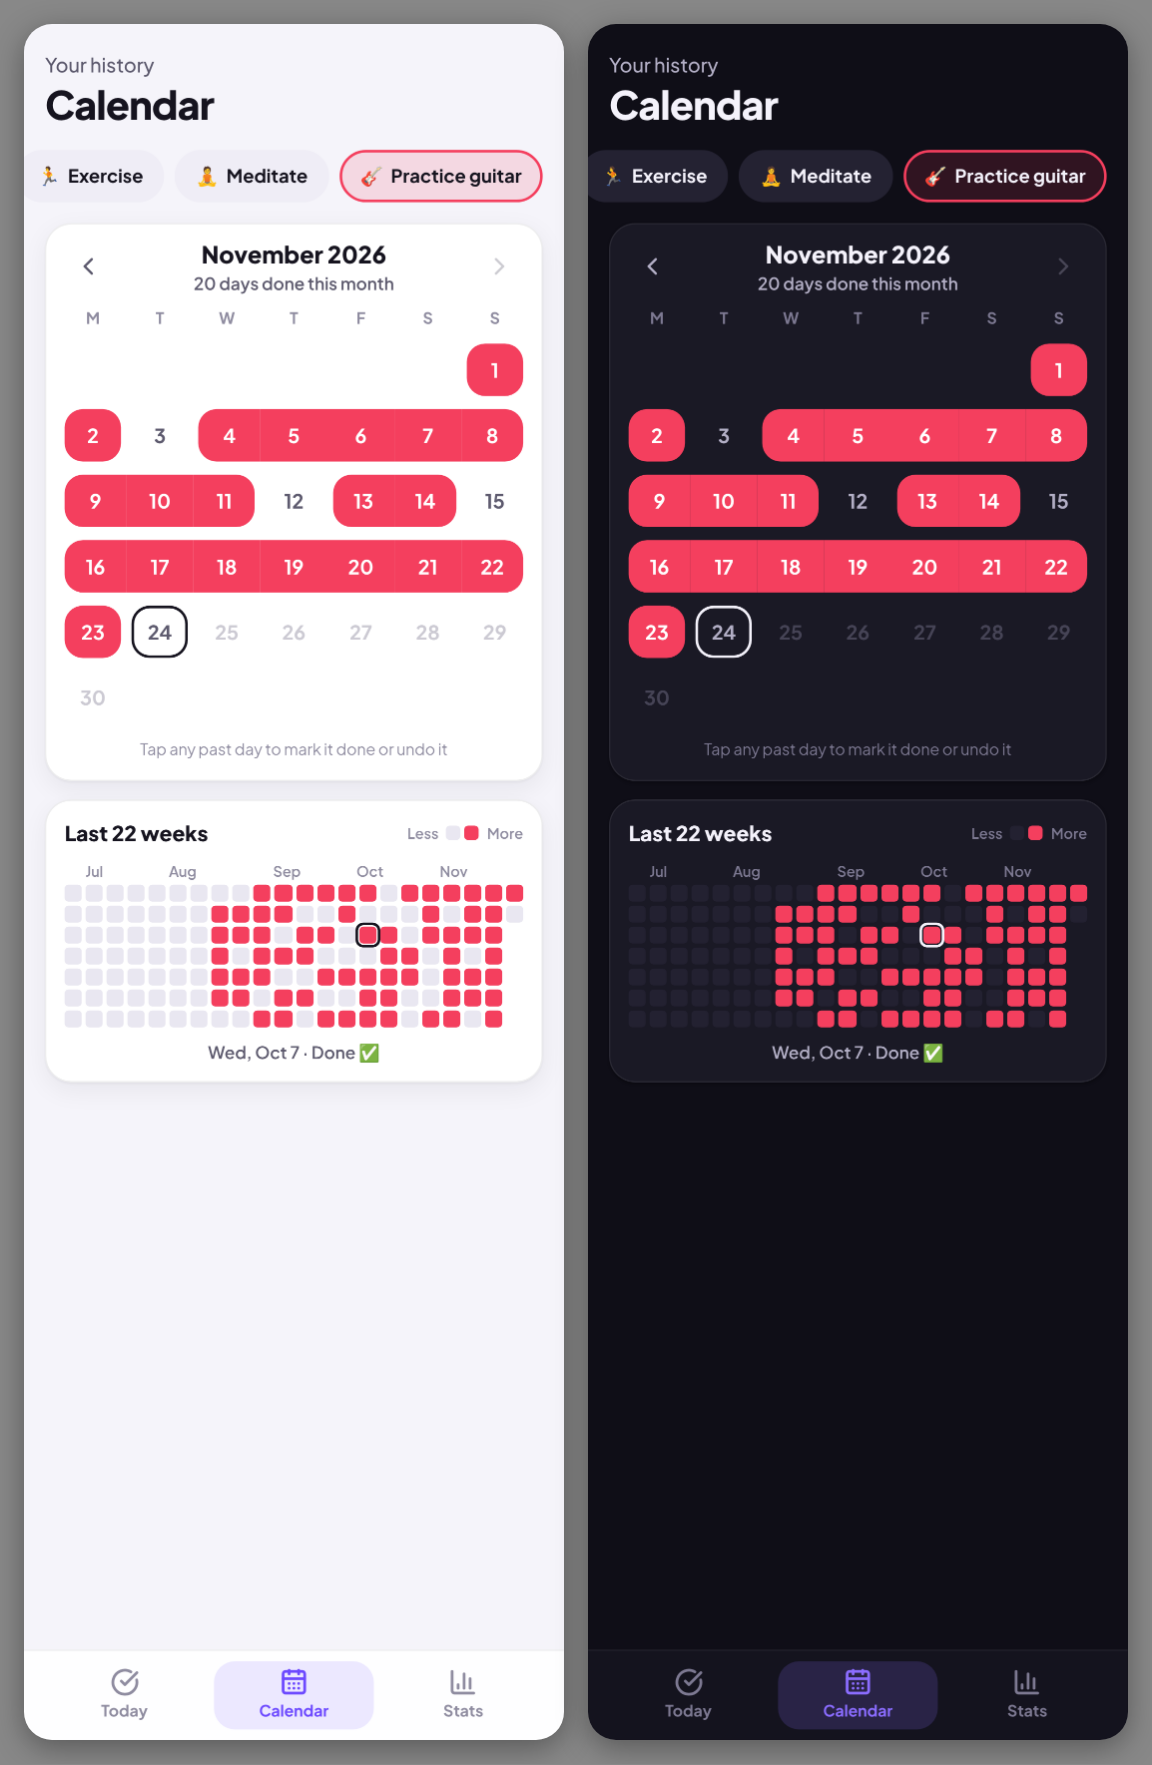 Your history
Calendar
Exercise
Meditate
Practice guitar
November 2026
20 days done this month
M T W T F S S
1
2 3 4 5 6 7 8
9 10 11 12 13 14 15
16 17 18 19 20 21 22
23 24 25 26 27 28 29
30
Tap any past day to mark it done or undo it
Last 22 weeks
Less More
Jul Aug Sep Oct Nov
Wed, Oct 7 · Done ✅
Today
Calendar
Stats
Your history
Calendar
Exercise
Meditate
Practice guitar
November 2026
20 days done this month
M T W T F S S
1
2 3 4 5 6 7 8
9 10 11 12 13 14 15
16 17 18 19 20 21 22
23 24 25 26 27 28 29
30
Tap any past day to mark it done or undo it
Last 22 weeks
Less More
Jul Aug Sep Oct Nov
Wed, Oct 7 · Done ✅
Today
Calendar
Stats